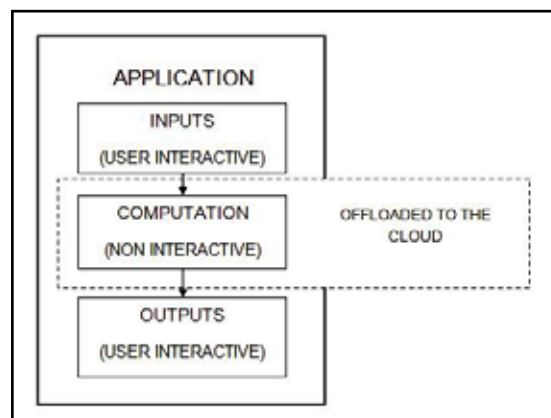 APPLICATION
INPUTS
(USER INTERACTIVE)
COMPUTATION
(NON INTERACTIVE)
OFFLOADED TO THE
CLOUD
OUTPUTS
(USER INTERACTIVE)